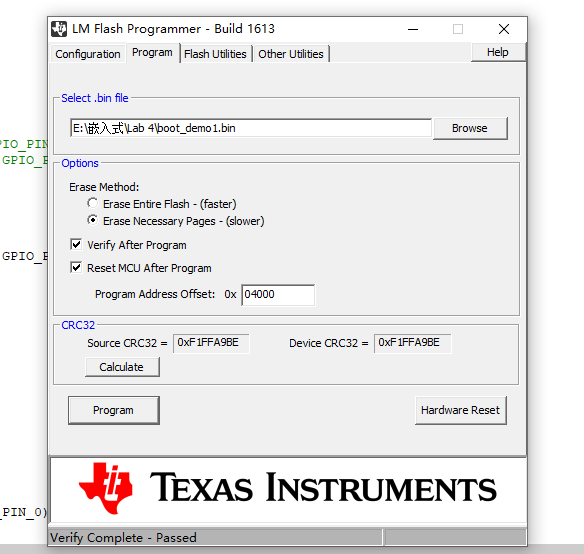 LM Flash Programmer - Build 1613
Configuration Program Flash Utilities Other Utilities Help
Select .bin file
E:\嵌入式\Lab 4\boot_demo1.bin Browse
PIO_PIN
GPIO_P
Options
Erase Method:
Erase Entire Flash - (faster)
Erase Necessary Pages - (slower)
Verify After Program
GPIO_P
Reset MCU After Program
Program Address Offset: 0x 04000
CRC32
Source CRC32 = 0xF1FFA9BE Device CRC32 = 0xF1FFA9BE
Calculate
Program Hardware Reset
TEXAS INSTRUMENTS
_PIN_0)
Verify Complete - Passed